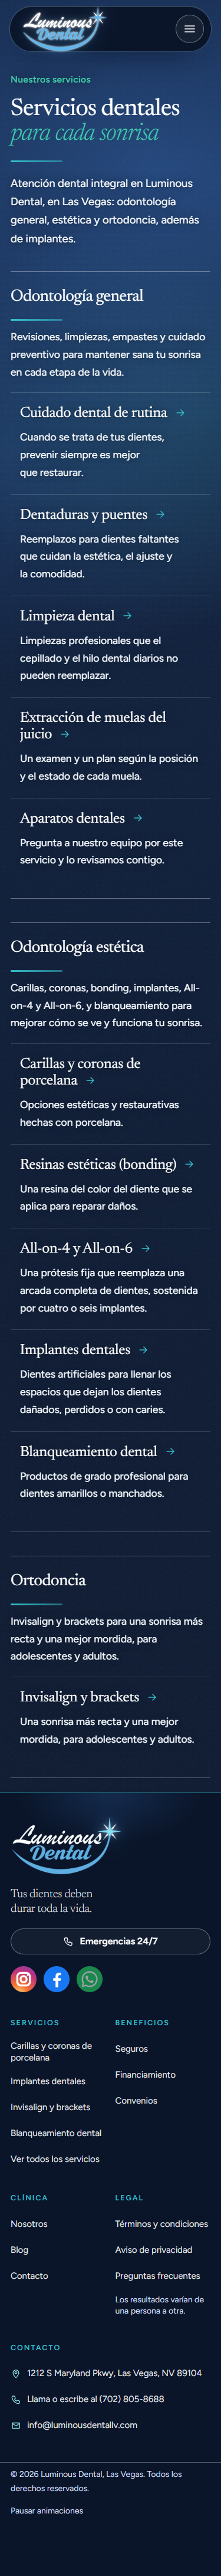 Luminous
Dental
Nuestros servicios
Servicios dentales
para cada sonrisa
Atención dental integral en Luminous
Dental, en Las Vegas: odontología
general, estética y ortodoncia, además
de implantes.
Odontología general
Revisiones, limpiezas, empastes y cuidado
preventivo para mantener sana tu sonrisa
en cada etapa de la vida.
Cuidado dental de rutina →
Cuando se trata de tus dientes,
prevenir siempre es mejor
que restaurar.
Dentaduras y puentes →
Reemplazos para dientes faltantes
que cuidan la estética, el ajuste y
la comodidad.
Limpieza dental →
Limpiezas profesionales que el
cepillado y el hilo dental diarios no
pueden reemplazar.
Extracción de muelas del
juicio →
Un examen y un plan según la posición
y el estado de cada muela.
Aparatos dentales →
Pregunta a nuestro equipo por este
servicio y lo revisamos contigo.
Odontología estética
Carillas, coronas, bonding, implantes, All-
on-4 y All-on-6, y blanqueamiento para
mejorar cómo se ve y funciona tu sonrisa.
Carillas y coronas de
porcelana →
Opciones estéticas y restaurativas
hechas con porcelana.
Resinas estéticas (bonding) →
Una resina del color del diente que se
aplica para reparar daños.
All-on-4 y All-on-6 →
Una prótesis fija que reemplaza una
arcada completa de dientes, sostenida
por cuatro o seis implantes.
Implantes dentales →
Dientes artificiales para llenar los
espacios que dejan los dientes
dañados, perdidos o con caries.
Blanqueamiento dental →
Productos de grado profesional para
dientes amarillos o manchados.
Ortodoncia
Invisalign y brackets para una sonrisa más
recta y una mejor mordida, para
adolescentes y adultos.
Invisalign y brackets →
Una sonrisa más recta y una mejor
mordida, para adolescentes y adultos.
Luminous
Dental
Tus dientes deben
durar toda la vida.
Emergencias 24/7
SERVICIOS
Carillas y coronas de
porcelana
Implantes dentales
Invisalign y brackets
Blanqueamiento dental
Ver todos los servicios
BENEFICIOS
Seguros
Financiamiento
Convenios
CLÍNICA
Nosotros
Blog
Contacto
LEGAL
Términos y condiciones
Aviso de privacidad
Preguntas frecuentes
Los resultados varían de
una persona a otra.
CONTACTO
1212 S Maryland Pkwy, Las Vegas, NV 89104
Llama o escribe al (702) 805-8688
info@luminousdentallv.com
© 2026 Luminous Dental, Las Vegas. Todos los
derechos reservados.
Pausar animaciones